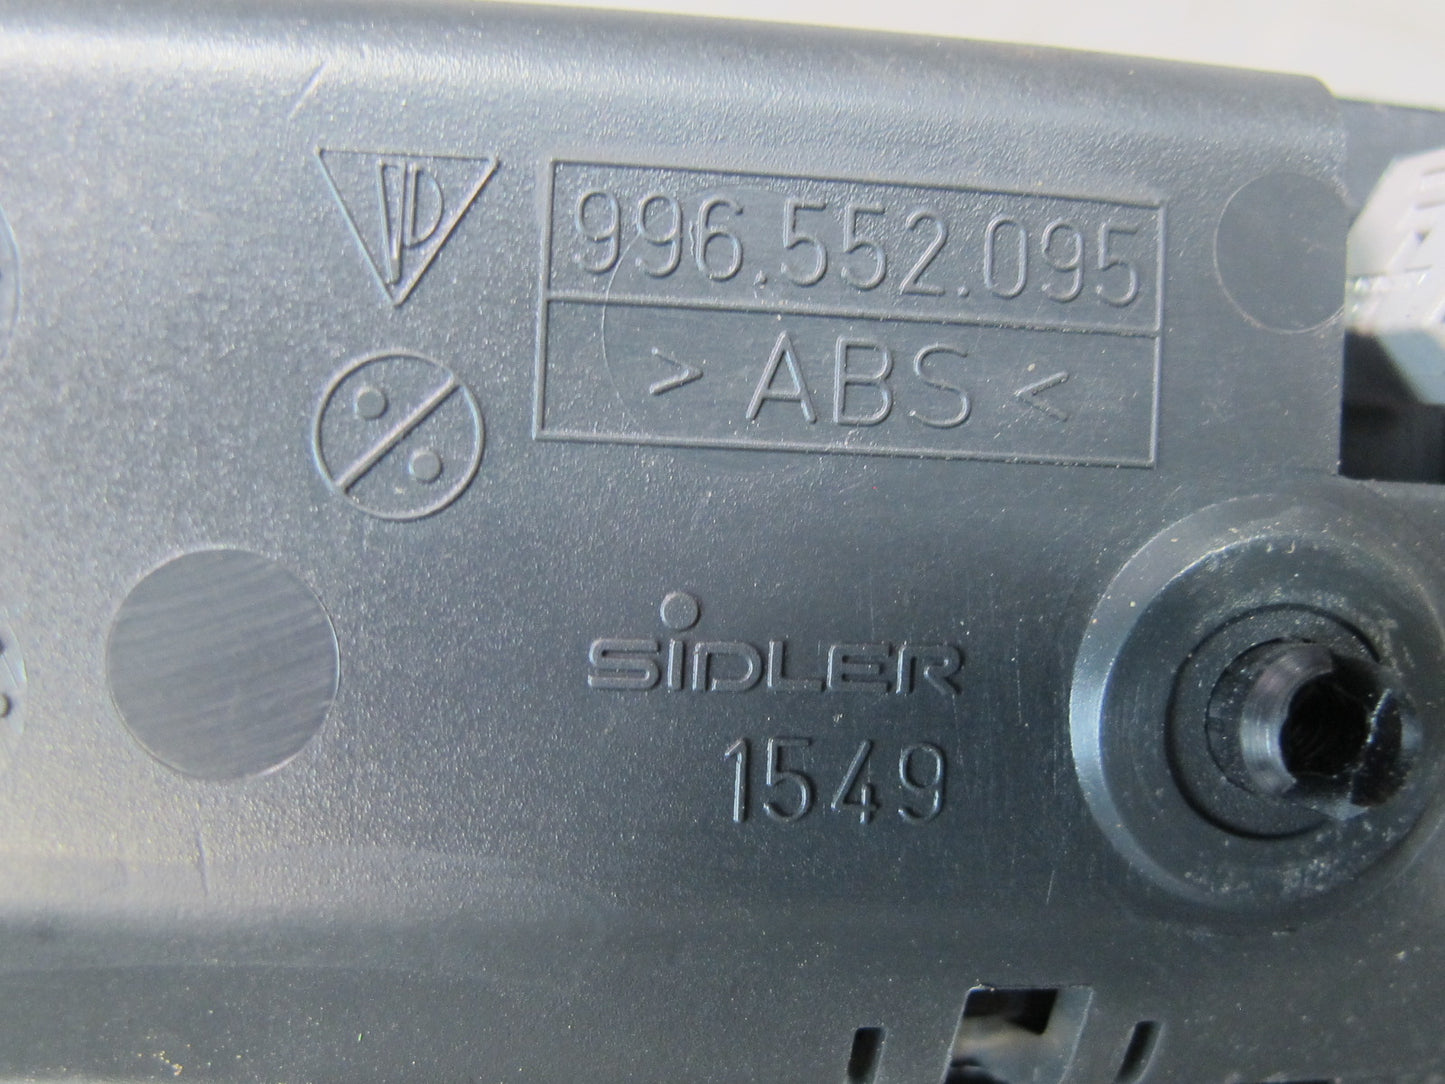 996.552.095
> ABS <
SiDLER
1549